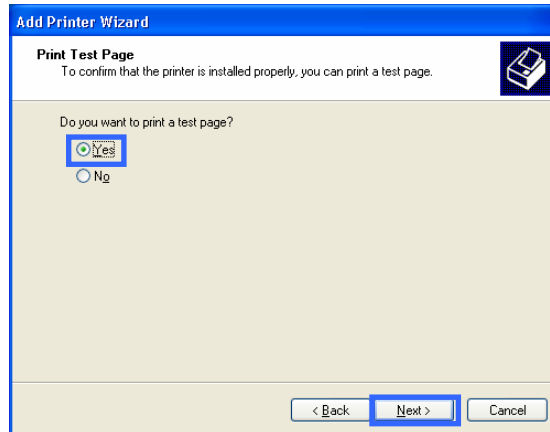 Add Printer Wizard
Print Test Page
To confirm that the printer is installed properly, you can print a test page.
Do you want to print a test page?
Yes
No
< Back Next > Cancel